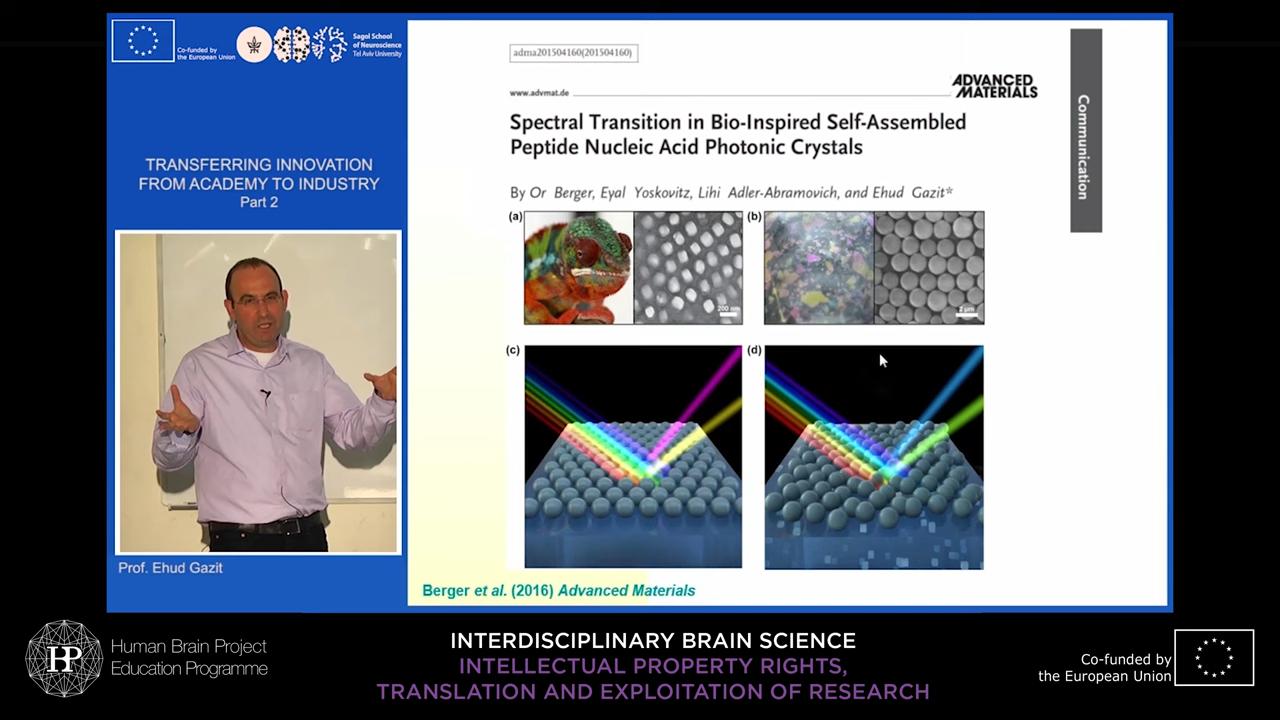 Co-funded by
the European Union
Sagol School
of Neuroscience
Tel Aviv University
TRANSFERRING INNOVATION
FROM ACADEMY TO INDUSTRY
Part 2
Prof. Ehud Gazit
adma201504160(201504160)
www.advmat.de
ADVANCED
MATERIALS
Communication
Spectral Transition in Bio-Inspired Self-Assembled
Peptide Nucleic Acid Photonic Crystals
By Or Berger, Eyal Yoskovitz, Lihi Adler-Abramovich, and Ehud Gazit*
(a)
200 nm
(b)
2 µm
(c)
(d)
Berger et al. (2016) Advanced Materials
HP
Human Brain Project
Education Programme
INTERDISCIPLINARY BRAIN SCIENCE
INTELLECTUAL PROPERTY RIGHTS,
TRANSLATION AND EXPLOITATION OF RESEARCH
Co-funded by
the European Union